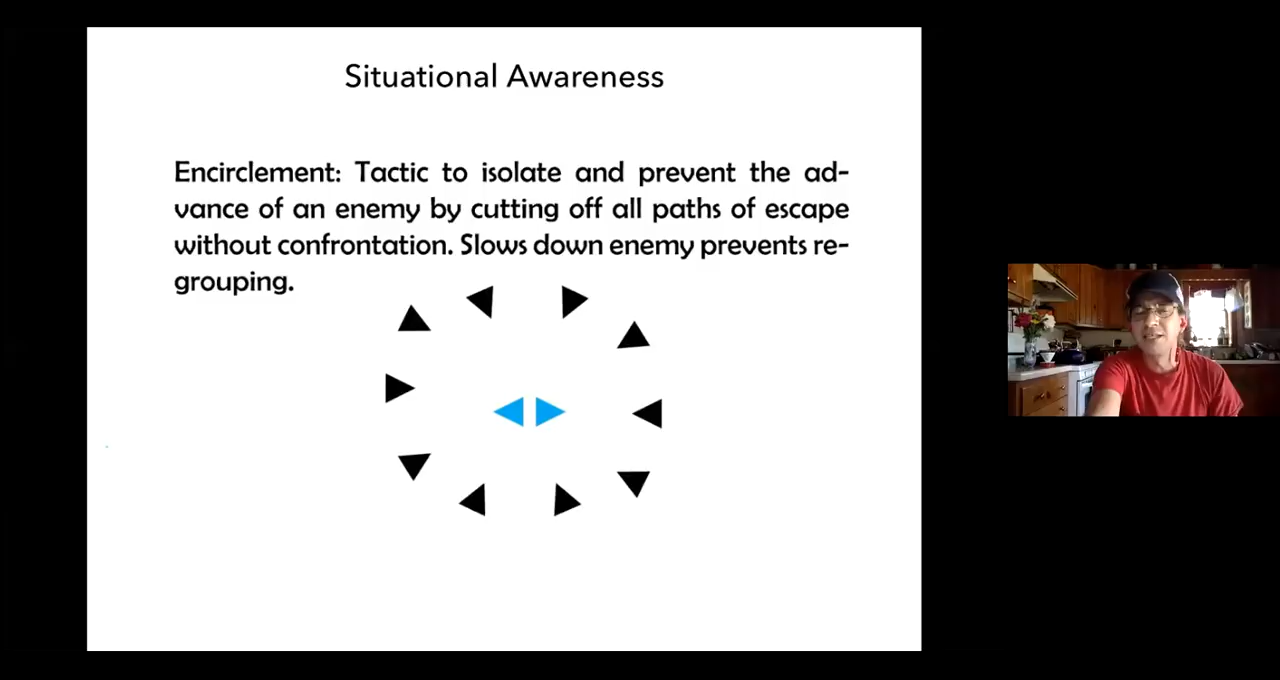 Situational Awareness
Encirclement: Tactic to isolate and prevent the ad-
vance of an enemy by cutting off all paths of escape
without confrontation. Slows down enemy prevents re-
grouping.